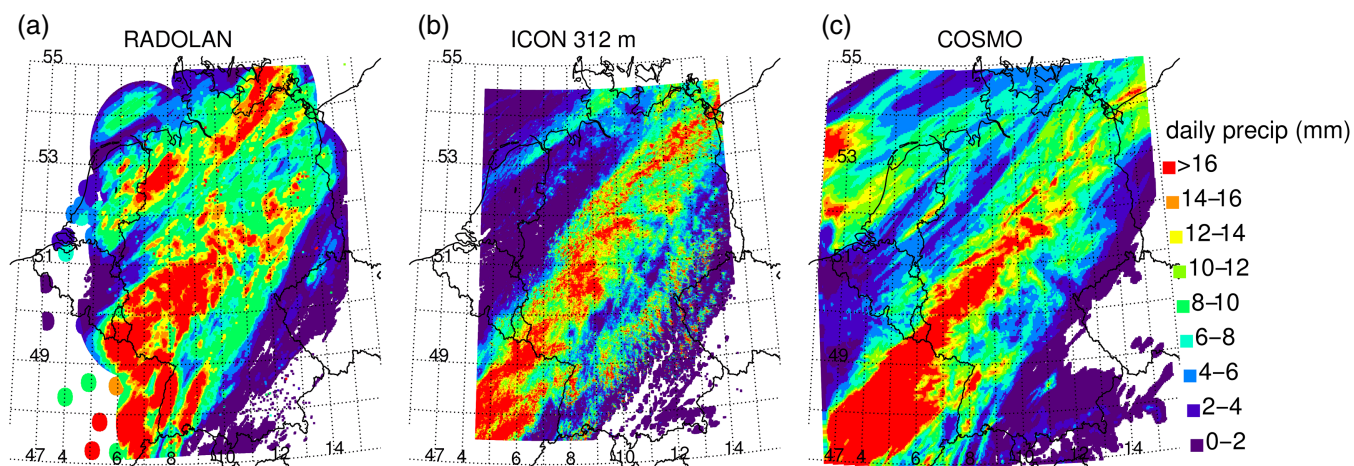 (a) (b) (c)
RADOLAN ICON 312 m COSMO
55 55 55
53 53 53
51 51 51
49 49 49
47 4 6 8 10 12 14 47 4 6 8 10 12 14 47 4 6 8 10 12 14
daily precip (mm)
>16
14–16
12–14
10–12
8–10
6–8
4–6
2–4
0–2